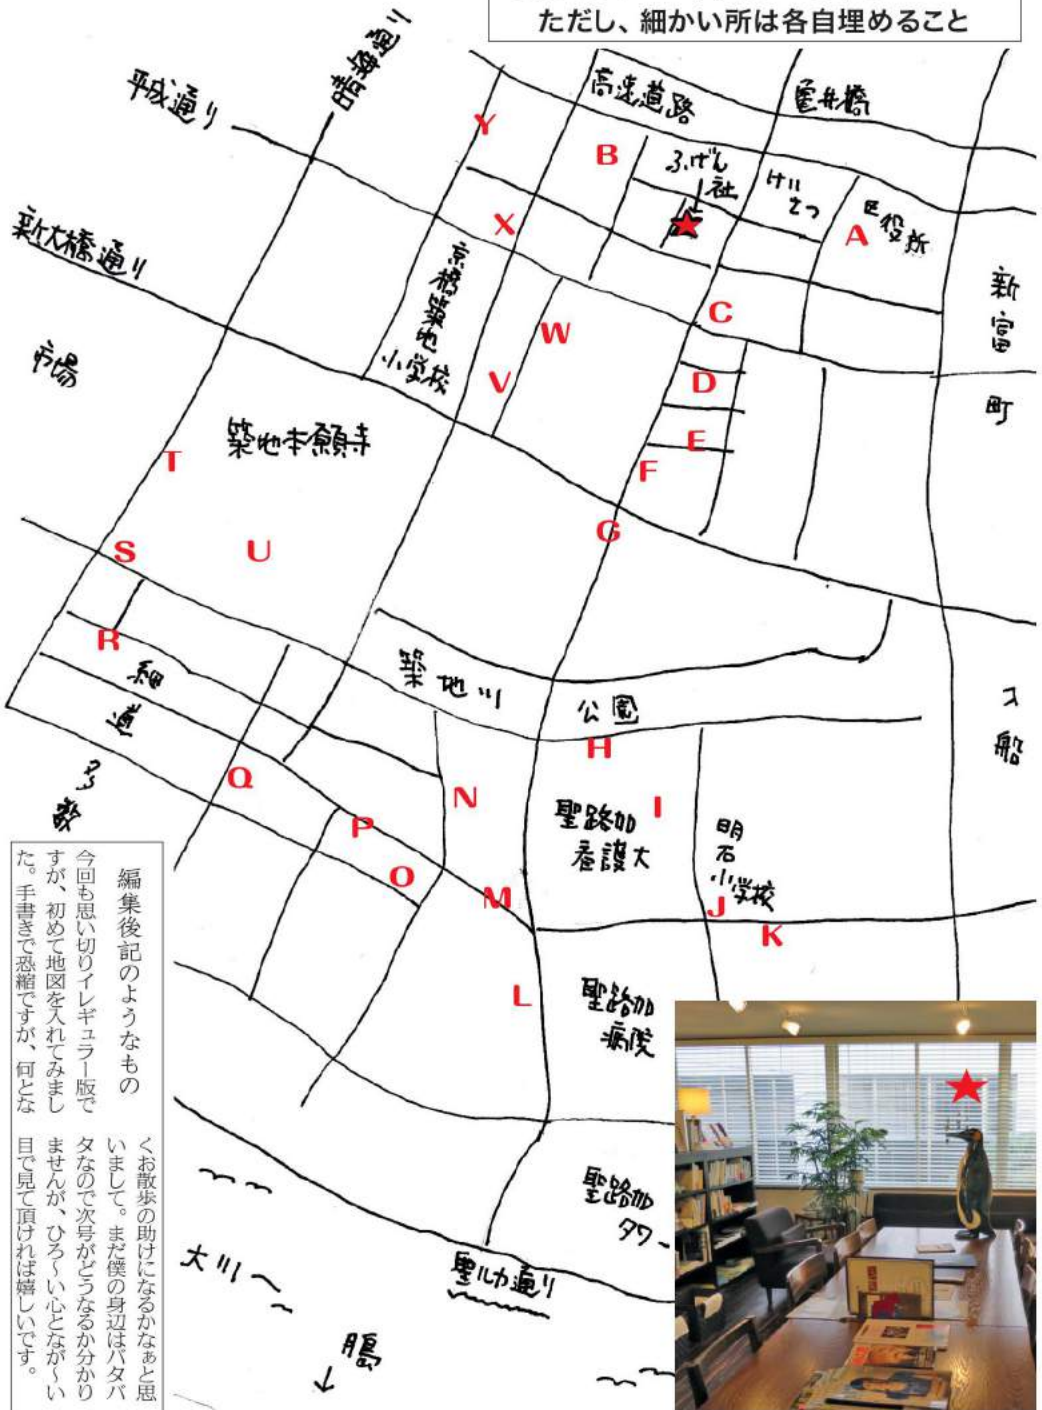 ただし、細かい所は各自埋めること
晴海通り
平成通り
新大橋通り
高速道路
亀井橋
ふげん
社
けい
さつ
区役所
新富
町
市場
京橋築地
小学校
築地本願寺
築地川
公園
入船
細
道
多数
聖路加
看護大
明石
小学校
聖路加
病院
聖路加
タワー
大川
聖ルカ通り
↓
Y
B
X
A
C
W
V
D
E
F
G
T
S
U
R
H
I
Q
N
P
O
M
J
K
L
編集後記のようなもの
今回も思い切りイレギュラー版で
すが、初めて地図を入れてみまし
た。手書きで恐縮ですが、何とな
くお散歩の助けになるかなぁと思
いまして。まだ僕の身辺はバタバ
タなので次号がどうなるか分かり
ませんが、ひろ〜い心となが〜い
目で見て頂ければ嬉しいです。